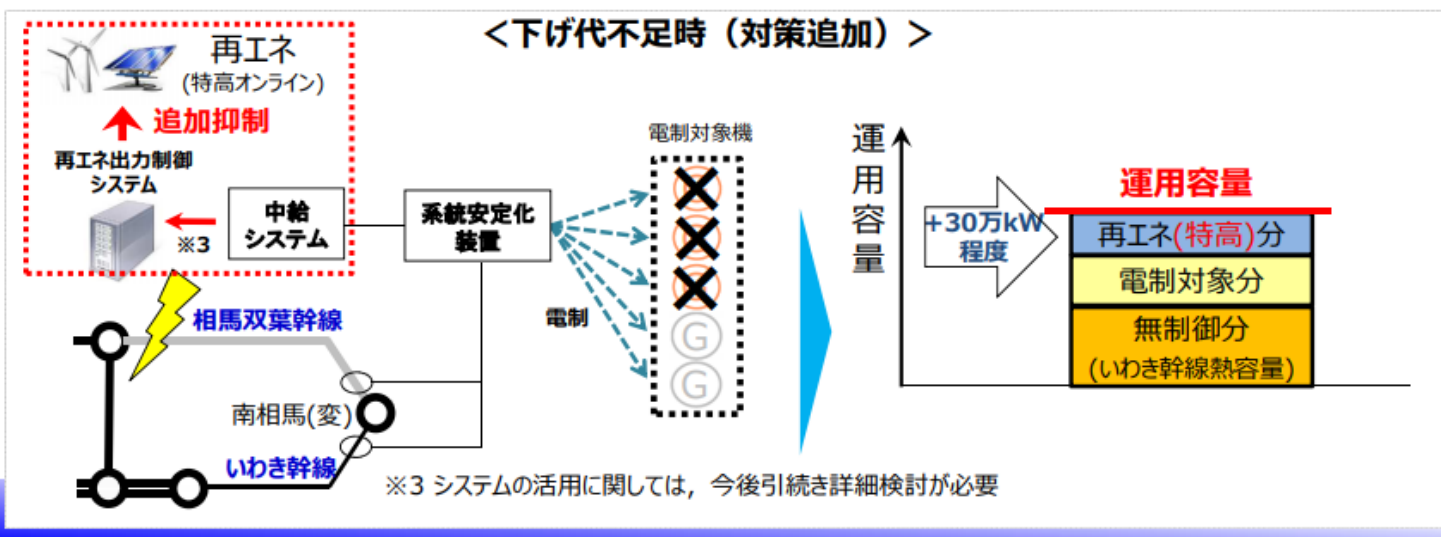 ＜下げ代不足時（対策追加）＞
再エネ
(特高オンライン)
追加抑制
再エネ出力制御
システム
※3
中給
システム
系統安定化
装置
電制対象機
電制
G
G
相馬双葉幹線
南相馬(変)
いわき幹線
運用容量
+30万kW
程度
運用容量
再エネ(特高)分
電制対象分
無制御分
(いわき幹線熱容量)
※3 システムの活用に関しては，今後引続き詳細検討が必要